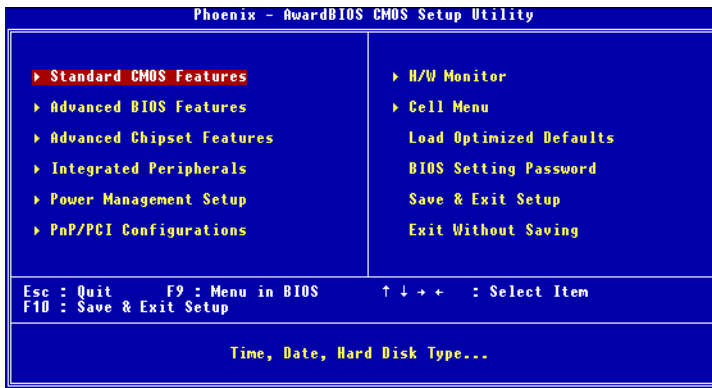 Phoenix - AwardBIOS CMOS Setup Utility
▸ Standard CMOS Features
▸ Advanced BIOS Features
▸ Advanced Chipset Features
▸ Integrated Peripherals
▸ Power Management Setup
▸ PnP/PCI Configurations
▸ H/W Monitor
▸ Cell Menu
Load Optimized Defaults
BIOS Setting Password
Save & Exit Setup
Exit Without Saving
Esc : Quit F9 : Menu in BIOS ↑ ↓ → ← : Select Item
F10 : Save & Exit Setup
Time, Date, Hard Disk Type...